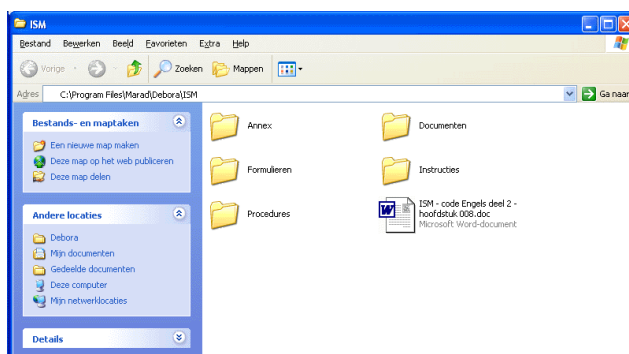 ISM
Bestand Bewerken Beeld Favorieten Extra Help
Vorige Zoeken Mappen
Adres C:\Program Files\Marad\Debora\ISM Ga naar
Bestands- en maptaken
Een nieuwe map maken
Deze map op het web publiceren
Deze map delen
Andere locaties
Debora
Mijn documenten
Gedeelde documenten
Deze computer
Mijn netwerklocaties
Details
Annex
Documenten
Formulieren
Instructies
Procedures
ISM - code Engels deel 2 -
hoofdstuk 008.doc
Microsoft Word-document